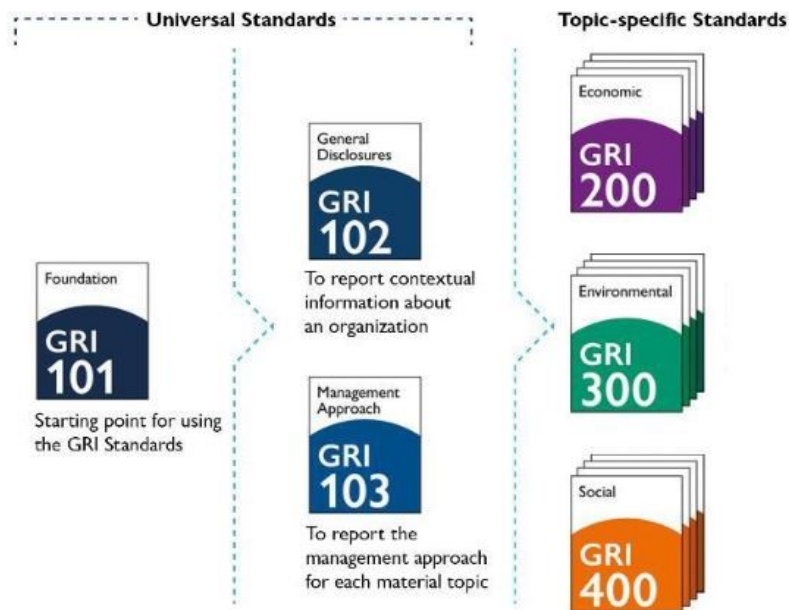 Universal Standards
Topic-specific Standards
Foundation
GRI
101
Starting point for using
the GRI Standards
General
Disclosures
GRI
102
To report contextual
information about
an organization
Management
Approach
GRI
103
To report the
management approach
for each material topic
Economic
GRI
200
Environmental
GRI
300
Social
GRI
400